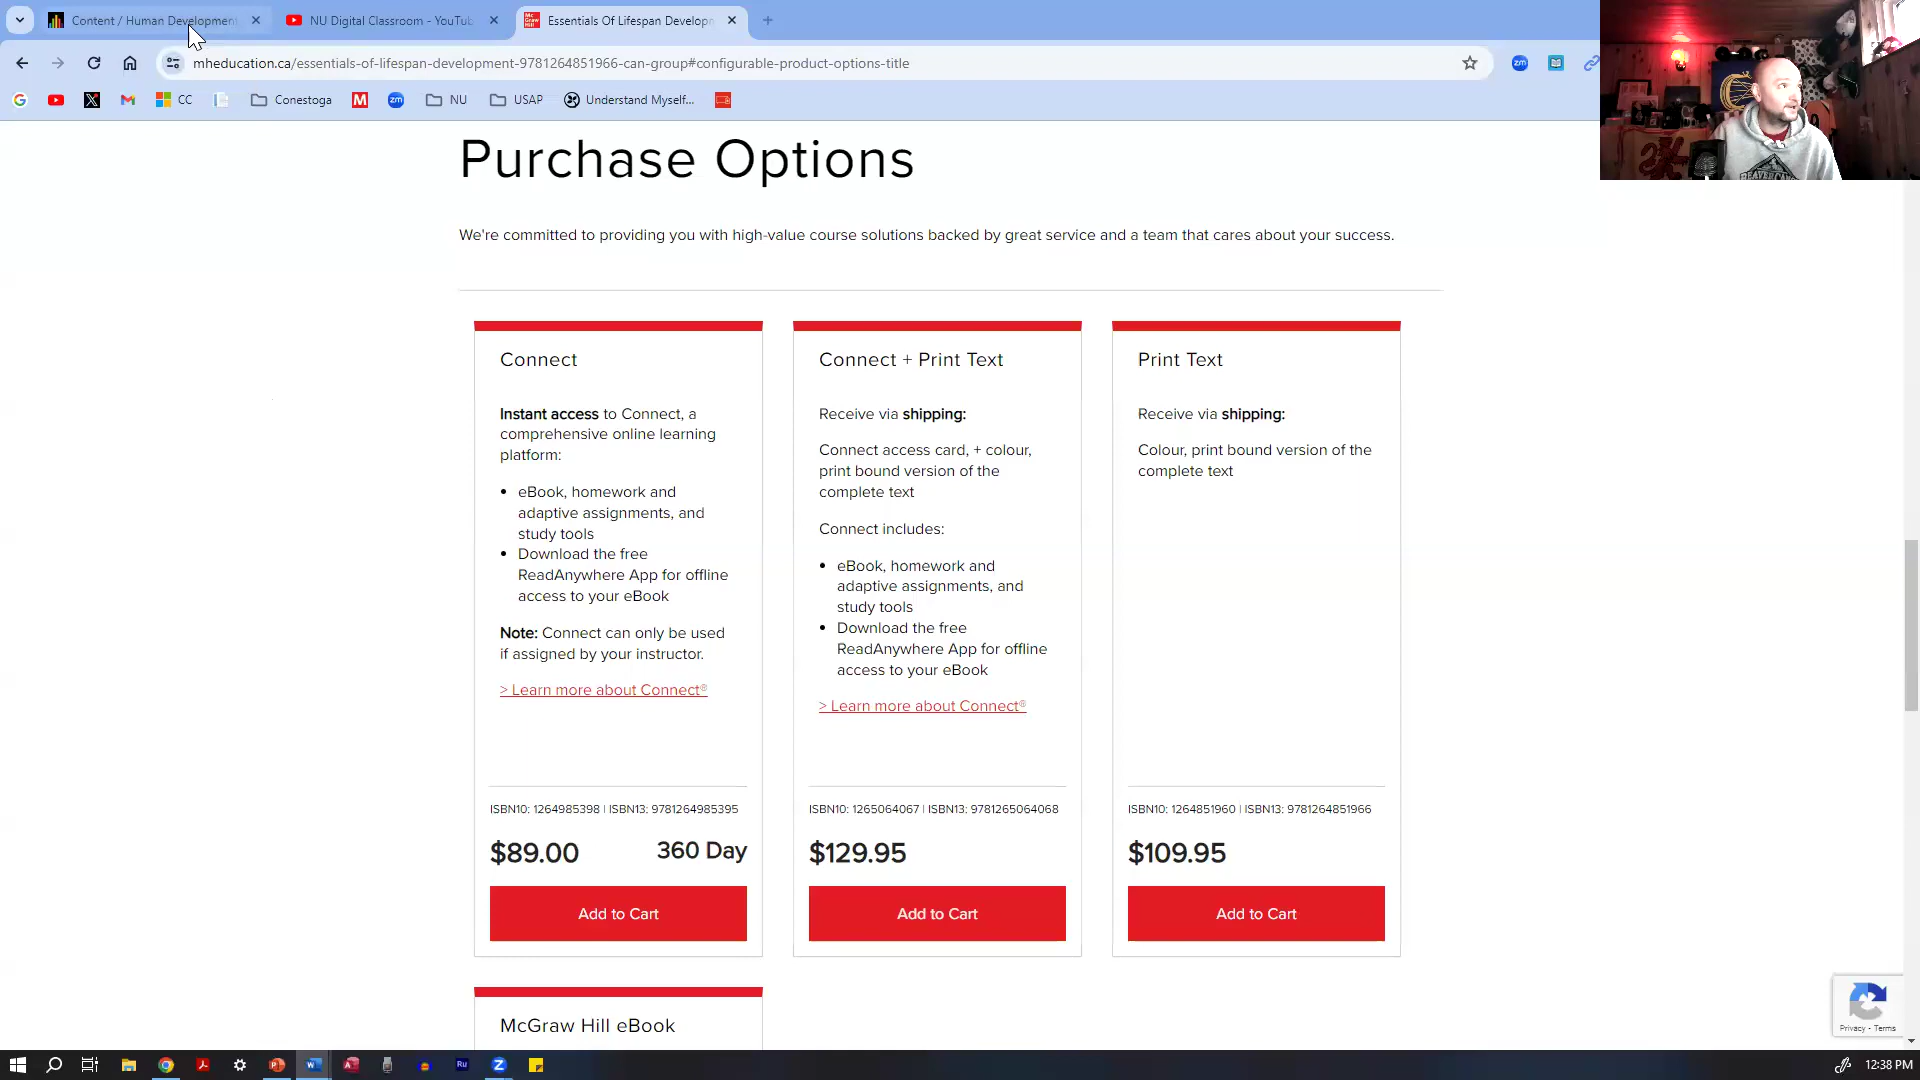 Content / Human Development
NU Digital Classroom - YouTub
Essentials Of Lifespan Develop
mheducation.ca/essentials-of-lifespan-development-9781264851966-can-group#configurable-product-options-title
CC
Conestoga
NU
USAP
Understand Myself...
Purchase Options
We're committed to providing you with high-value course solutions backed by great service and a team that cares about your success.
Connect
Instant access to Connect, a
comprehensive online learning
platform:
• eBook, homework and
adaptive assignments, and
study tools
• Download the free
ReadAnywhere App for offline
access to your eBook
Note: Connect can only be used
if assigned by your instructor.
> Learn more about Connect®
ISBN10: 1264985398 | ISBN13: 9781264985395
$89.00 360 Day
Add to Cart
Connect + Print Text
Receive via shipping:
Connect access card, + colour,
print bound version of the
complete text
Connect includes:
• eBook, homework and
adaptive assignments, and
study tools
• Download the free
ReadAnywhere App for offline
access to your eBook
> Learn more about Connect®
ISBN10: 1265064067 | ISBN13: 9781265064068
$129.95
Add to Cart
Print Text
Receive via shipping:
Colour, print bound version of the
complete text
ISBN10: 1264851960 | ISBN13: 9781264851966
$109.95
Add to Cart
McGraw Hill eBook
Privacy - Terms
12:38 PM